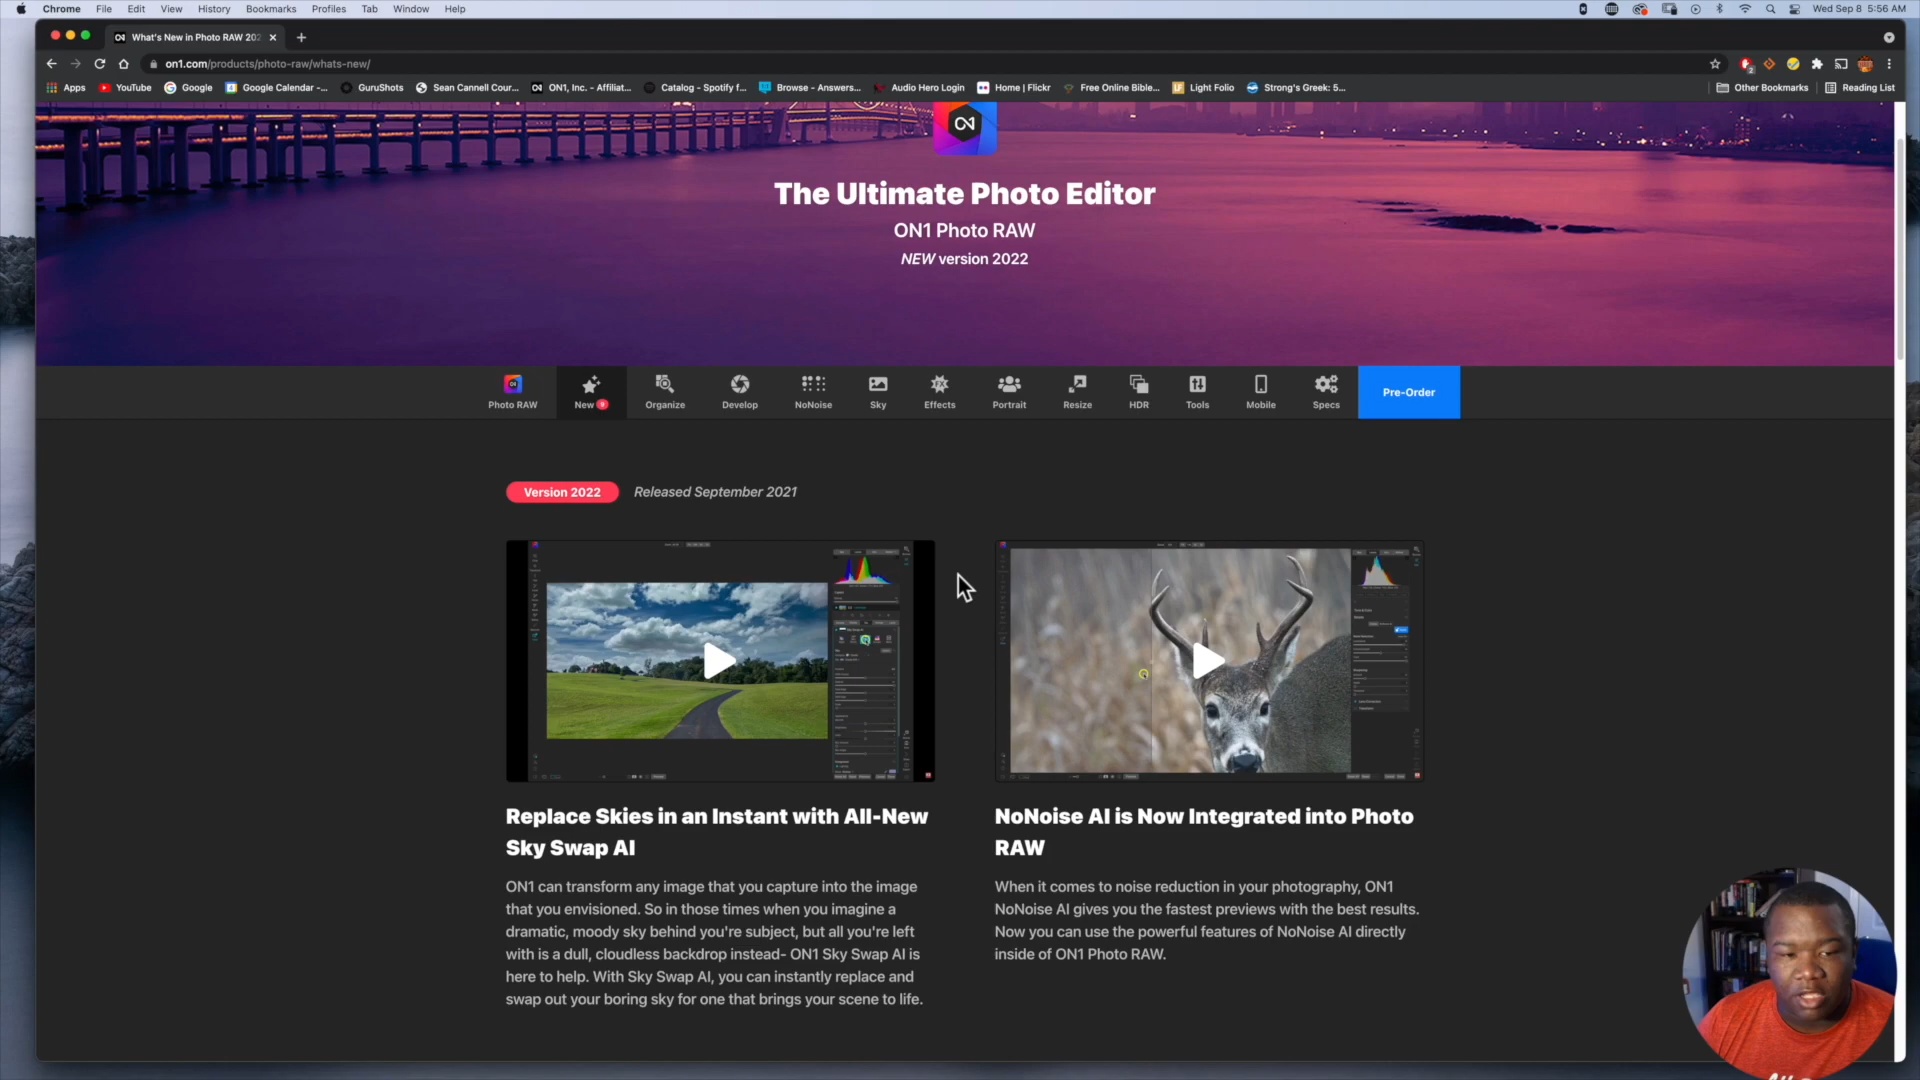 Chrome File Edit View History Bookmarks Profiles Tab Window Help Wed Sep 8 5:56 AM
What's New in Photo RAW 202
on1.com/products/photo-raw/whats-new/
Apps YouTube Google Google Calendar -... GuruShots Sean Cannell Cour... ON1, Inc. - Affiliat... Catalog - Spotify f... Browse - Answers... Audio Hero Login Home | Flickr Free Online Bible... Light Folio Strong's Greek: 5... Other Bookmarks Reading List
The Ultimate Photo Editor
ON1 Photo RAW
NEW version 2022
Photo RAW New 9 Organize Develop NoNoise Sky Effects Portrait Resize HDR Tools Mobile Specs Pre-Order
Version 2022 Released September 2021
Replace Skies in an Instant with All-New
Sky Swap AI
ON1 can transform any image that you capture into the image
that you envisioned. So in those times when you imagine a
dramatic, moody sky behind you're subject, but all you're left
with is a dull, cloudless backdrop instead- ON1 Sky Swap AI is
here to help. With Sky Swap AI, you can instantly replace and
swap out your boring sky for one that brings your scene to life.
NoNoise AI is Now Integrated into Photo
RAW
When it comes to noise reduction in your photography, ON1
NoNoise AI gives you the fastest previews with the best results.
Now you can use the powerful features of NoNoise AI directly
inside of ON1 Photo RAW.